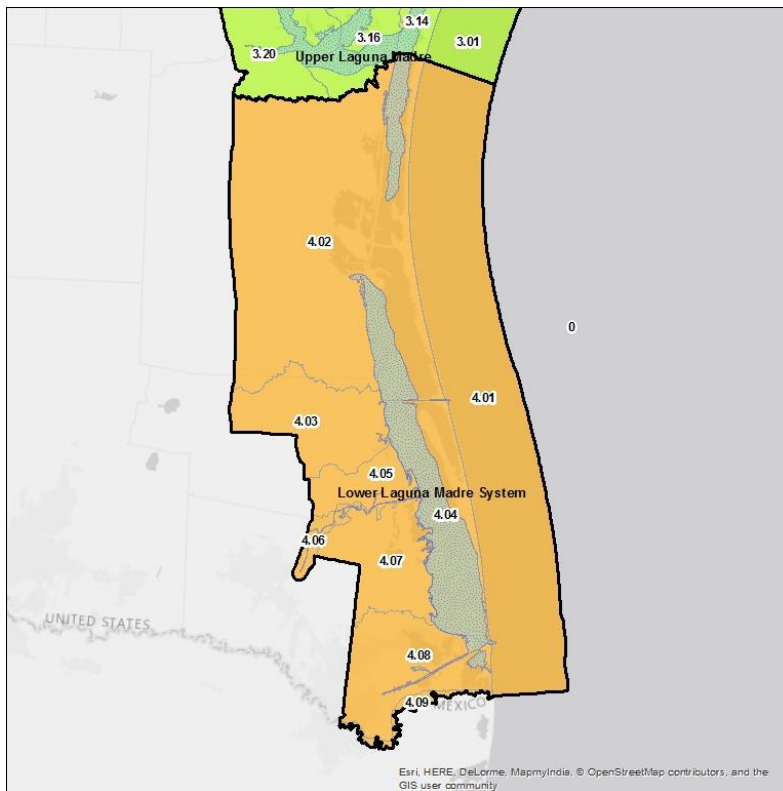 3.14
3.16
3.01
3.20
Upper Laguna Madre
4.02
0
4.01
4.03
4.05
Lower Laguna Madre System
4.04
4.06
4.07
UNITED STATES
4.08
4.09
MEXICO
Esri, HERE, DeLorme, MapmyIndia, © OpenStreetMap contributors, and the
GIS user community